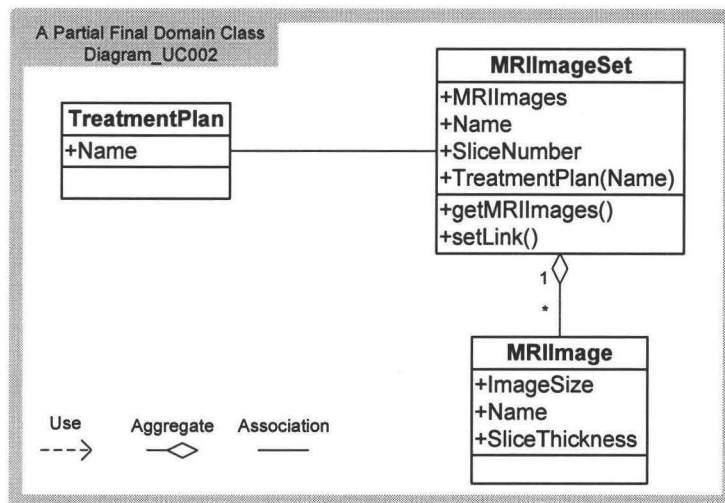 A Partial Final Domain Class
Diagram_UC002
TreatmentPlan
+Name
MRIImageSet
+MRIImages
+Name
+SliceNumber
+TreatmentPlan(Name)
+getMRIImages()
+setLink()
1
*
MRIImage
+ImageSize
+Name
+SliceThickness
Use
Aggregate
Association